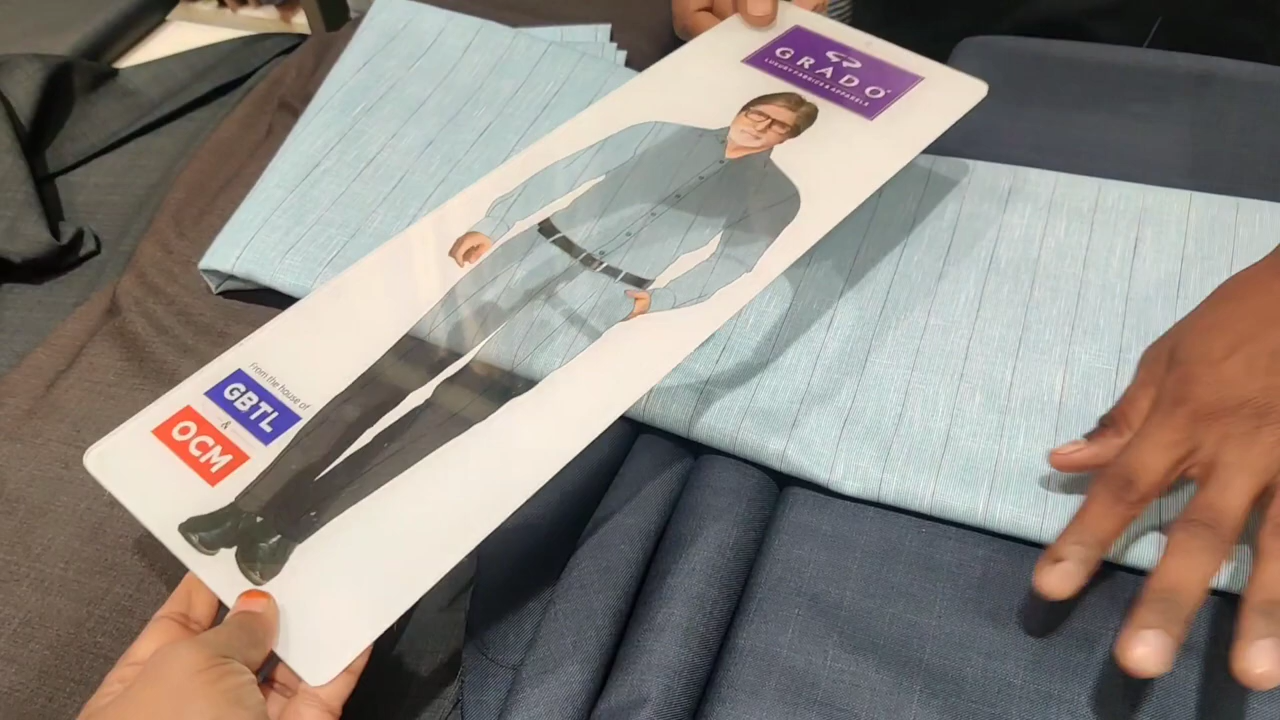 GRADO
LUXURY FABRICS & APPARELS
From the house of
GBTL
&
OCM